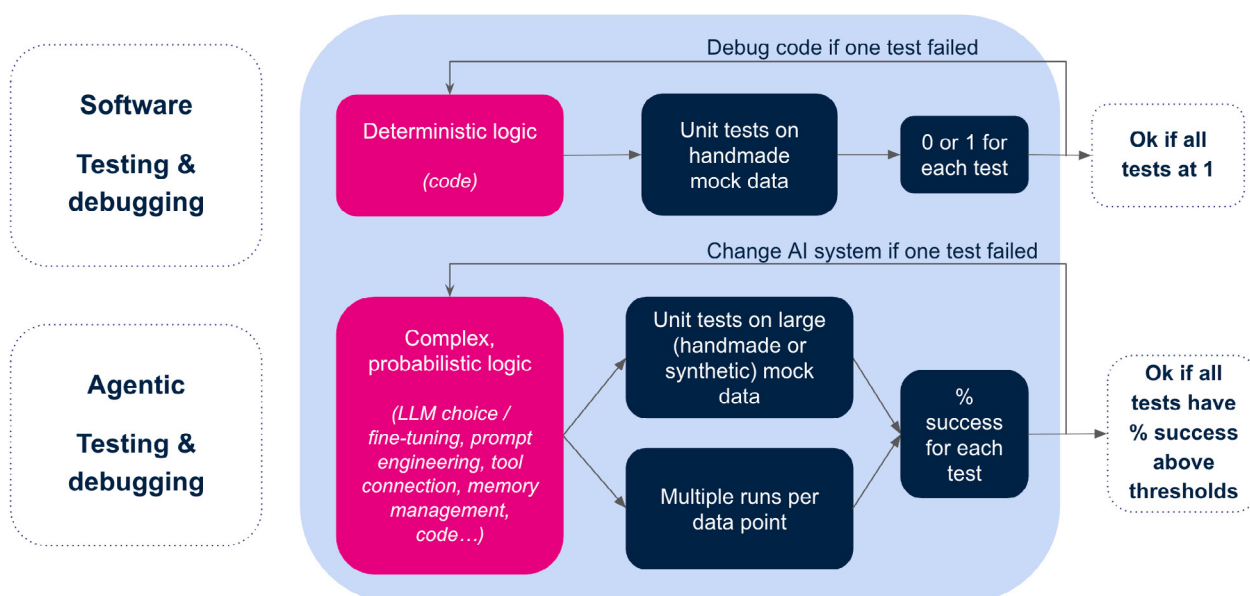 Software
Testing &
debugging
Debug code if one test failed
Deterministic logic
(code)
Unit tests on
handmade
mock data
0 or 1 for
each test
Ok if all
tests at 1
Agentic
Testing &
debugging
Change AI system if one test failed
Complex,
probabilistic logic
(LLM choice /
fine-tuning, prompt
engineering, tool
connection, memory
management,
code…)
Unit tests on large
(handmade or
synthetic) mock
data
Multiple runs per
data point
%
success
for each
test
Ok if all
tests have
% success
above
thresholds